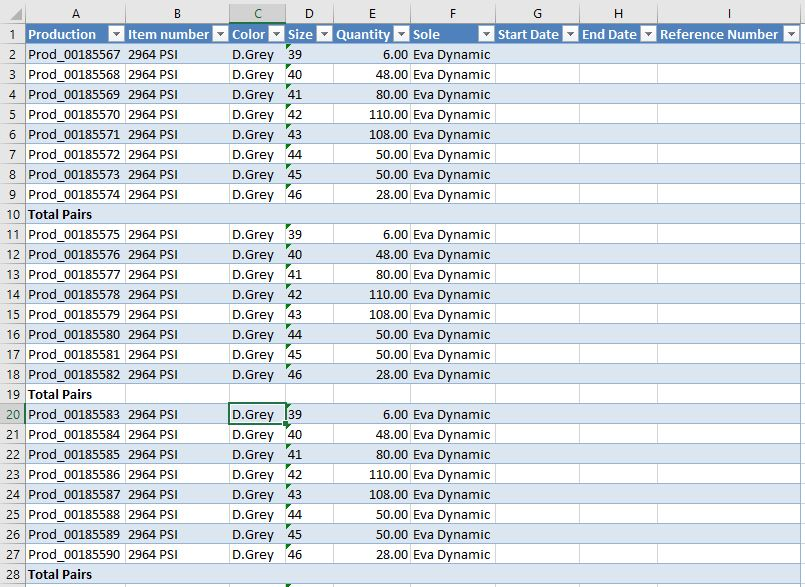 A B C D E F G H I
1 Production Item number Color Size Quantity Sole Start Date End Date Reference Number
2 Prod_00185567 2964 PSI D.Grey 39 6.00 Eva Dynamic
3 Prod_00185568 2964 PSI D.Grey 40 48.00 Eva Dynamic
4 Prod_00185569 2964 PSI D.Grey 41 80.00 Eva Dynamic
5 Prod_00185570 2964 PSI D.Grey 42 110.00 Eva Dynamic
6 Prod_00185571 2964 PSI D.Grey 43 108.00 Eva Dynamic
7 Prod_00185572 2964 PSI D.Grey 44 50.00 Eva Dynamic
8 Prod_00185573 2964 PSI D.Grey 45 50.00 Eva Dynamic
9 Prod_00185574 2964 PSI D.Grey 46 28.00 Eva Dynamic
10 Total Pairs
11 Prod_00185575 2964 PSI D.Grey 39 6.00 Eva Dynamic
12 Prod_00185576 2964 PSI D.Grey 40 48.00 Eva Dynamic
13 Prod_00185577 2964 PSI D.Grey 41 80.00 Eva Dynamic
14 Prod_00185578 2964 PSI D.Grey 42 110.00 Eva Dynamic
15 Prod_00185579 2964 PSI D.Grey 43 108.00 Eva Dynamic
16 Prod_00185580 2964 PSI D.Grey 44 50.00 Eva Dynamic
17 Prod_00185581 2964 PSI D.Grey 45 50.00 Eva Dynamic
18 Prod_00185582 2964 PSI D.Grey 46 28.00 Eva Dynamic
19 Total Pairs
20 Prod_00185583 2964 PSI D.Grey 39 6.00 Eva Dynamic
21 Prod_00185584 2964 PSI D.Grey 40 48.00 Eva Dynamic
22 Prod_00185585 2964 PSI D.Grey 41 80.00 Eva Dynamic
23 Prod_00185586 2964 PSI D.Grey 42 110.00 Eva Dynamic
24 Prod_00185587 2964 PSI D.Grey 43 108.00 Eva Dynamic
25 Prod_00185588 2964 PSI D.Grey 44 50.00 Eva Dynamic
26 Prod_00185589 2964 PSI D.Grey 45 50.00 Eva Dynamic
27 Prod_00185590 2964 PSI D.Grey 46 28.00 Eva Dynamic
28 Total Pairs